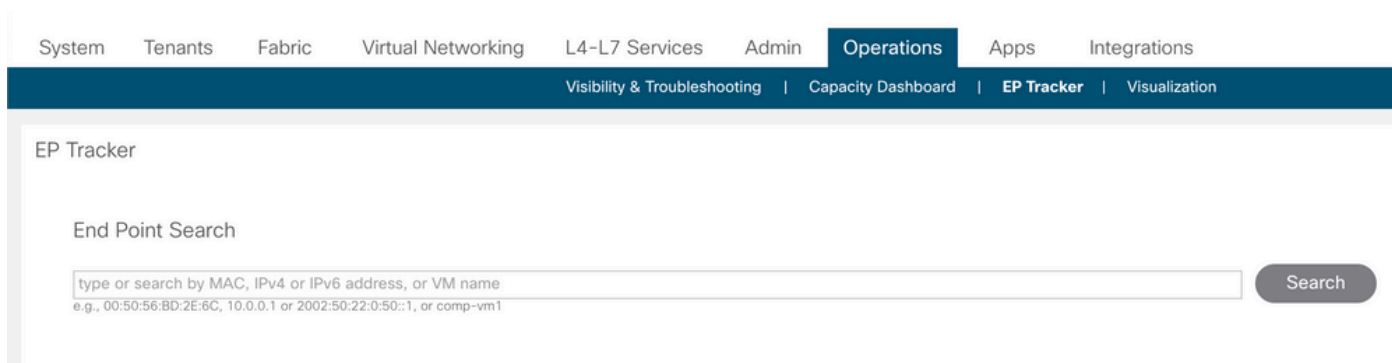 System Tenants Fabric Virtual Networking L4-L7 Services Admin Operations Apps Integrations
Visibility & Troubleshooting | Capacity Dashboard | EP Tracker | Visualization
EP Tracker
End Point Search
type or search by MAC, IPv4 or IPv6 address, or VM name Search
e.g., 00:50:56:BD:2E:6C, 10.0.0.1 or 2002:50:22:0:50::1, or comp-vm1